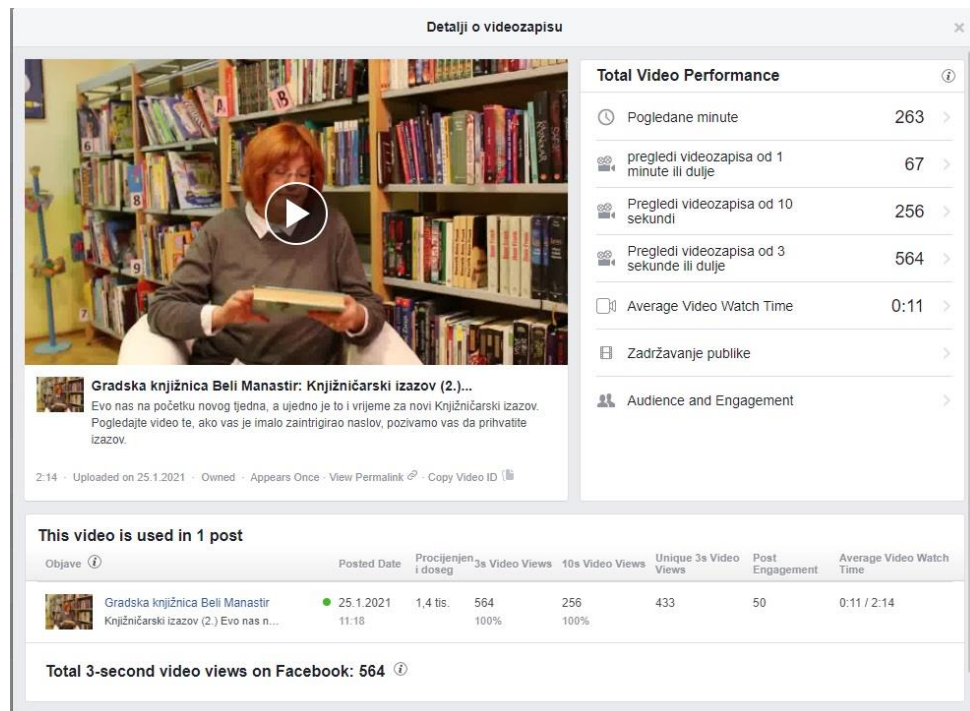 Detalji o videozapisu
A
B
6
8
9
7
Gradska knjižnica Beli Manastir: Knjižničarski izazov (2.)...
Evo nas na početku novog tjedna, a ujedno je to i vrijeme za novi Knjižničarski izazov.
Pogledajte video te, ako vas je imalo zaintrigirao naslov, pozivamo vas da prihvatite
izazov.
2:14 · Uploaded on 25.1.2021 · Owned · Appears Once · View Permalink · Copy Video ID
Total Video Performance
Pogledane minute 263
pregledi videozapisa od 1
minute ili dulje 67
Pregledi videozapisa od 10
sekundi 256
Pregledi videozapisa od 3
sekunde ili dulje 564
Average Video Watch Time 0:11
Zadržavanje publike
Audience and Engagement
This video is used in 1 post
Objave Posted Date Procijenjen i doseg 3s Video Views 10s Video Views Unique 3s Video Views Post Engagement Average Video Watch Time
Gradska knjižnica Beli Manastir 25.1.2021 1,4 tis. 564 256 433 50 0:11 / 2:14
Knjižničarski izazov (2.) Evo nas n... 11:18 100% 100%
Total 3-second video views on Facebook: 564